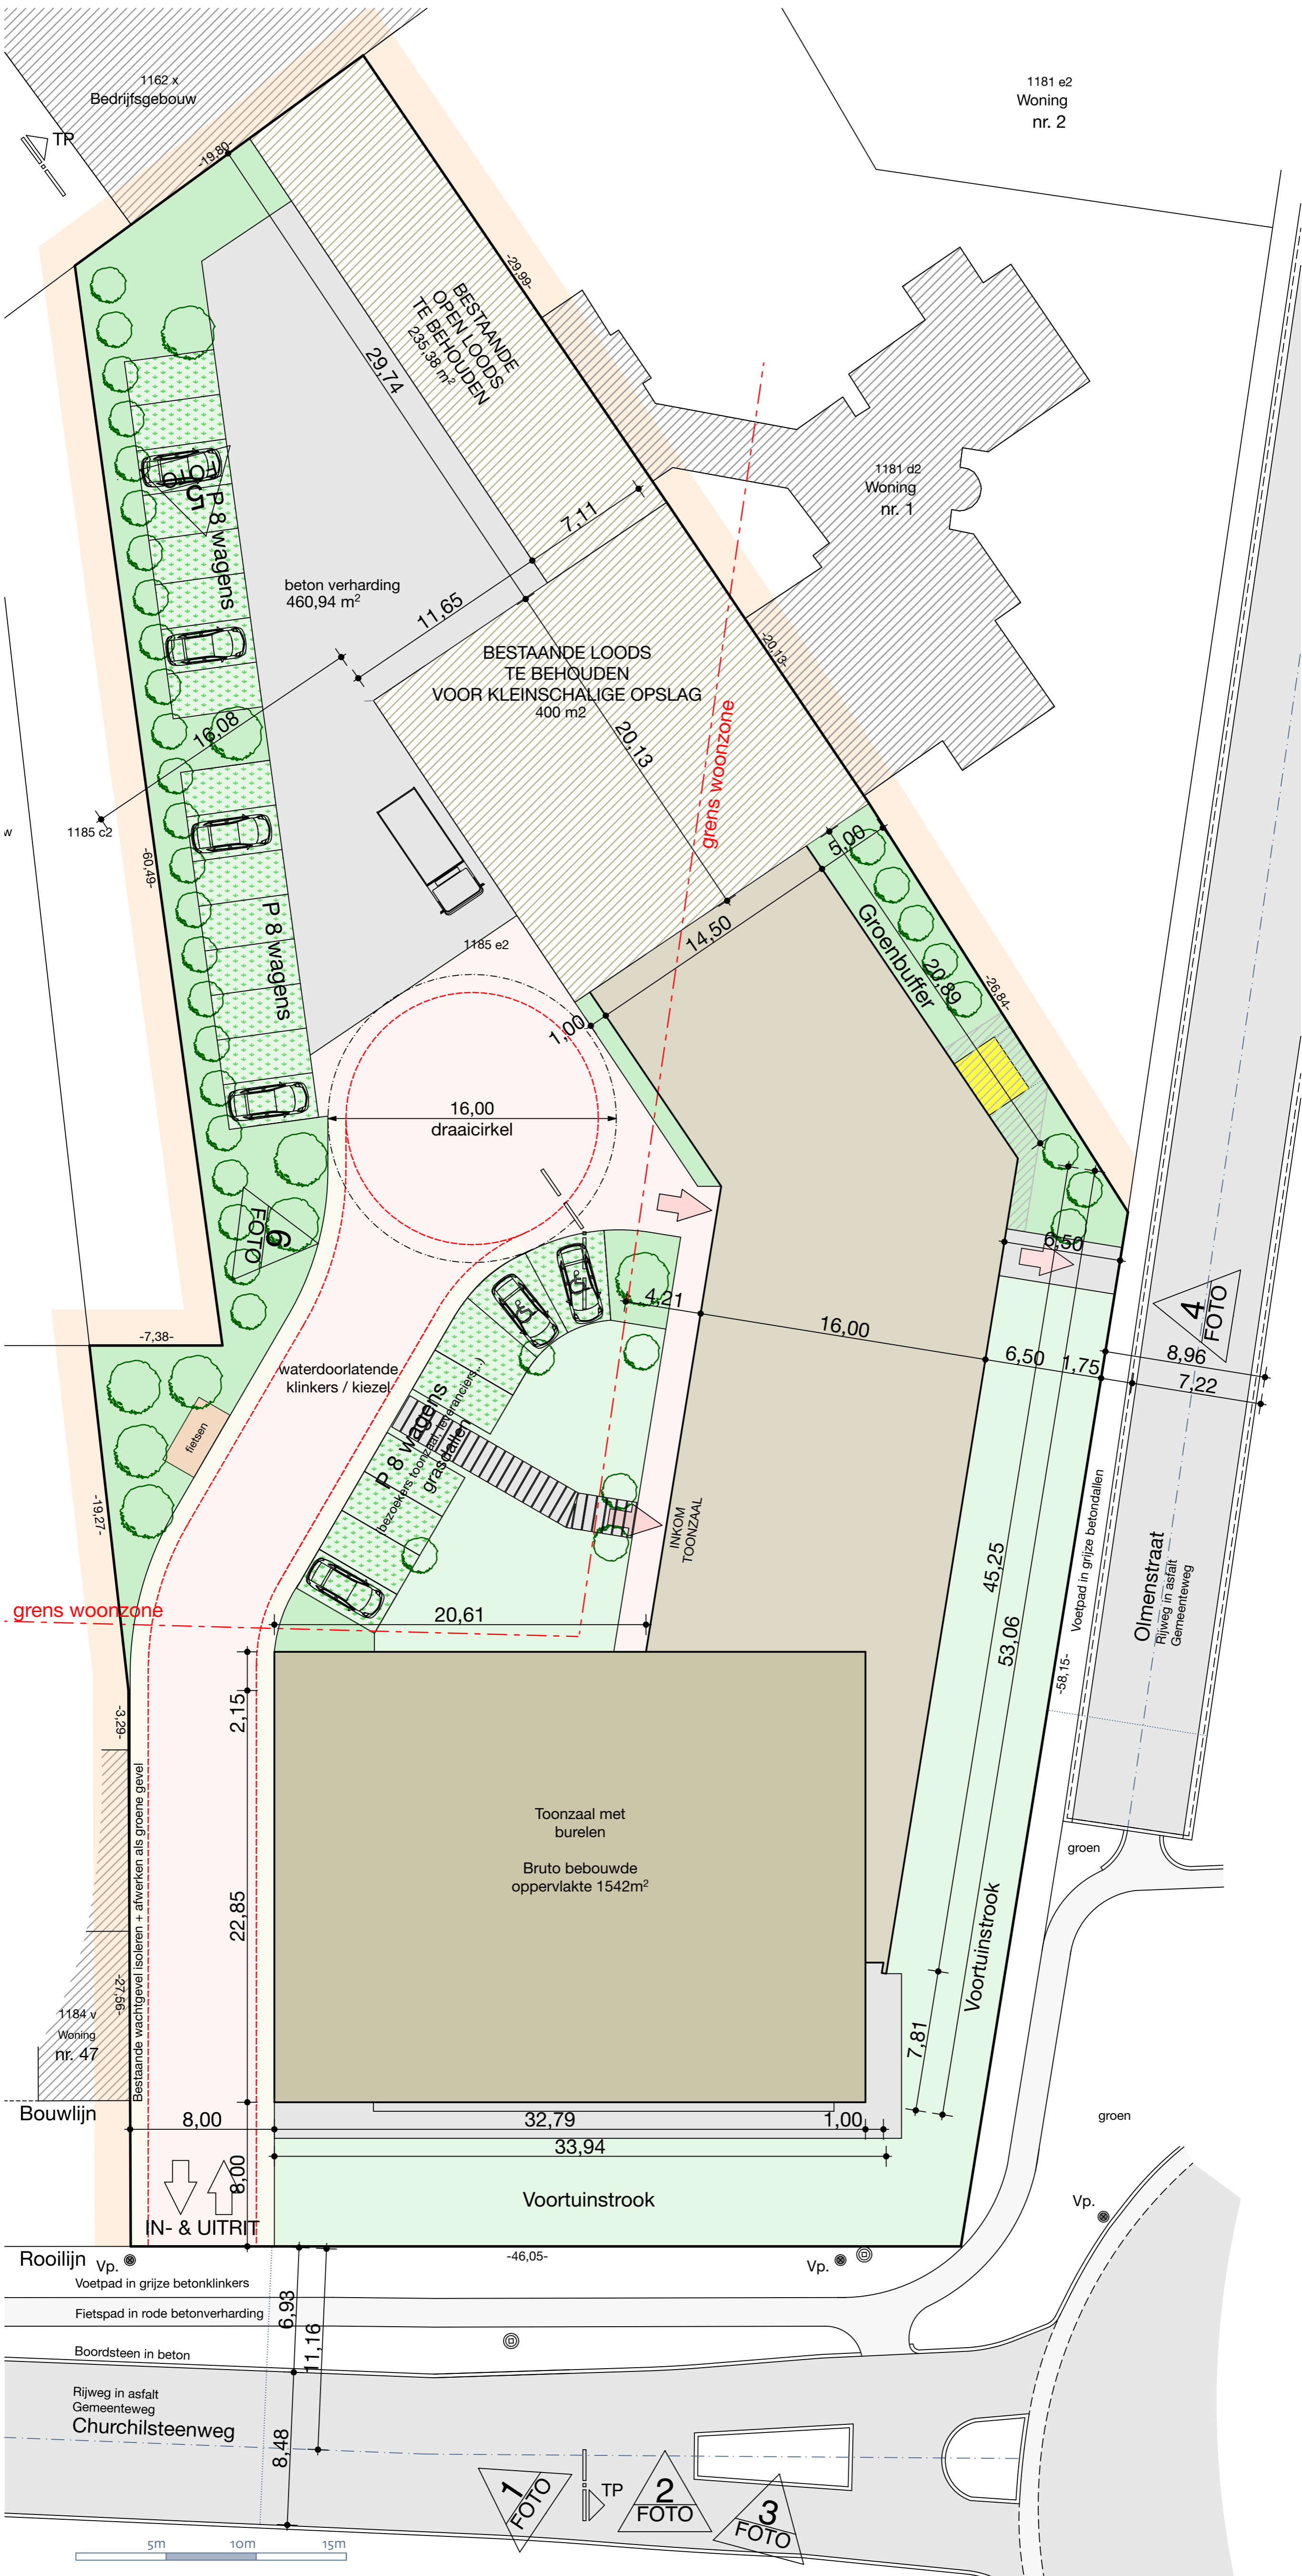 1162 x
Bedrijfsgebouw
TP
-19,80-
1181 e2
Woning
nr. 2
-29,99-
BESTAANDE
OPEN LOODS
TE BEHOUDEN
235,38 m²
29,74
7,11
1181 d2
Woning
nr. 1
FOTO
5
P 8 wagens
beton verharding
460,94 m²
11,65
BESTAANDE LOODS
TE BEHOUDEN
VOOR KLEINSCHALIGE OPSLAG
400 m2
-20,13-
20,13
grens woonzone
16,08
w
1185 c2
-60,49-
5,00
P 8 wagens
14,50
1185 e2
Groenbuffer
20,89
-26,84-
1,00
16,00
draaicirkel
6
FOTO
6,50
4
FOTO
P5
P5
4,21
16,00
6,50
1,75
8,96
7,22
-7,38-
waterdoorlatende
klinkers / kiezel
P 8 wagens
bezoekers toonzaal, leveranciers,..)
grasdallen
fietsen
-19,27-
INKOM
TOONZAAL
45,25
53,06
Voetpad in grijze betondallen
-58,15-
Olmenstraat
Rijweg in asfalt
Gemeenteweg
grens woonzone
20,61
2,15
-3,29-
Bestaande wachtgevel isoleren + afwerken als groene gevel
Toonzaal met
burelen
Bruto bebouwde
oppervlakte 1542m²
groen
22,85
-27,56-
Voortuinstrook
1184 v
Woning
nr. 47
7,81
Bouwlijn
8,00
32,79
1,00
groen
33,94
8,00
Voortuinstrook
IN- & UITRIT
Vp.
Rooilijn
Vp.
-46,05-
Vp.
Voetpad in grijze betonklinkers
6,93
Fietspad in rode betonverharding
11,16
Boordsteen in beton
Rijweg in asfalt
Gemeenteweg
Churchilsteenweg
8,48
1
FOTO
TP
2
FOTO
3
FOTO
5m
10m
15m